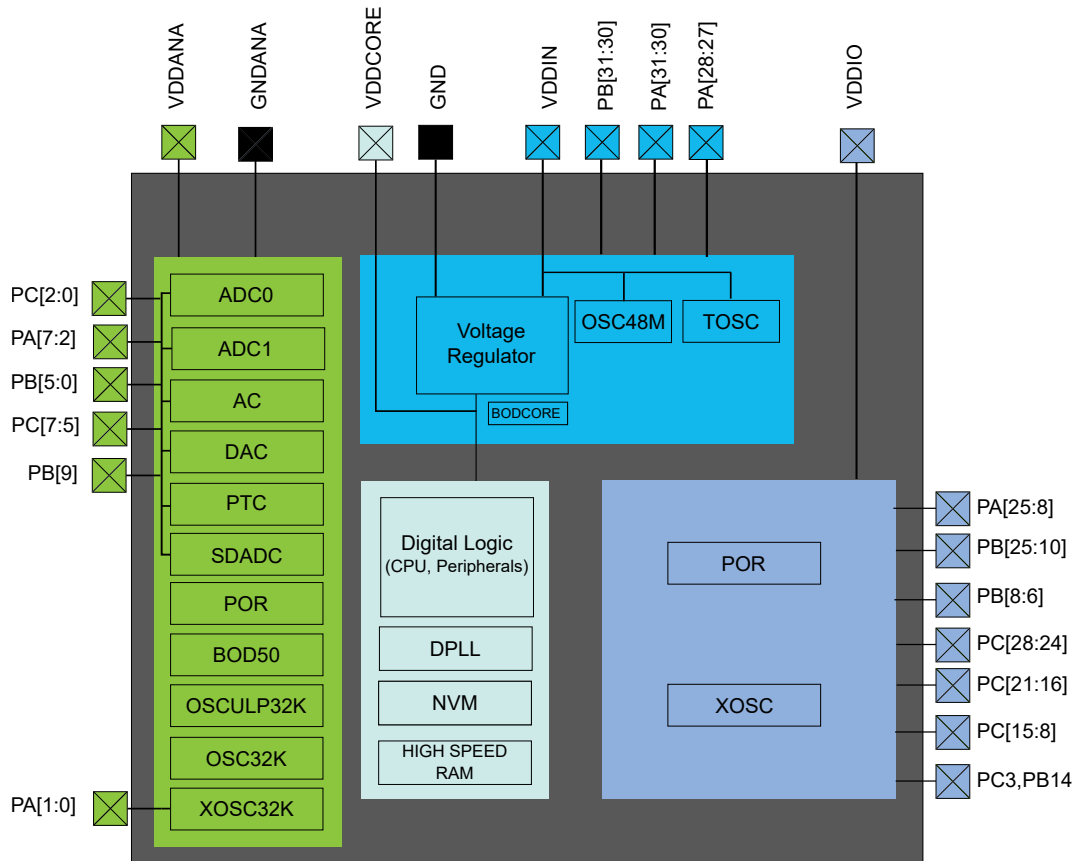 VDDANA
GNDANA
VDDCORE
GND
VDDIN
PB[31:30]
PA[31:30]
PA[28:27]
VDDIO
PC[2:0]
PA[7:2]
PB[5:0]
PC[7:5]
PB[9]
PA[1:0]
ADC0
ADC1
AC
DAC
PTC
SDADC
POR
BOD50
OSCULP32K
OSC32K
XOSC32K
Voltage
Regulator
OSC48M
TOSC
BODCORE
Digital Logic
(CPU, Peripherals)
DPLL
NVM
HIGH SPEED
RAM
POR
XOSC
PA[25:8]
PB[25:10]
PB[8:6]
PC[28:24]
PC[21:16]
PC[15:8]
PC3,PB14